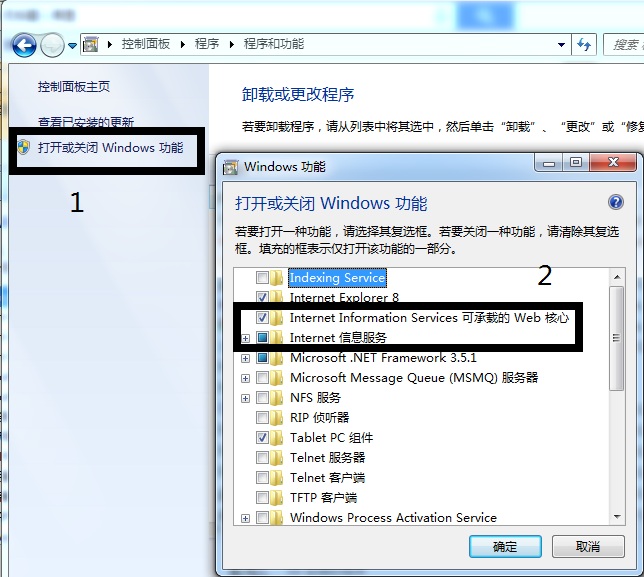 控制面板 程序 程序和功能
搜索
控制面板主页
查看已安装的更新
打开或关闭 Windows 功能
1
卸载或更改程序
若要卸载程序，请从列表中将其选中，然后单击“卸载”、“更改”或“修复
Windows 功能
打开或关闭 Windows 功能
若要打开一种功能，请选择其复选框。若要关闭一种功能，请清除其复选
框。填充的框表示仅打开该功能的一部分。
2
Indexing Service
Internet Explorer 8
Internet Information Services 可承载的 Web 核心
Internet 信息服务
Microsoft .NET Framework 3.5.1
Microsoft Message Queue (MSMQ) 服务器
NFS 服务
RIP 侦听器
Tablet PC 组件
Telnet 服务器
Telnet 客户端
TFTP 客户端
Windows Process Activation Service
确定
取消